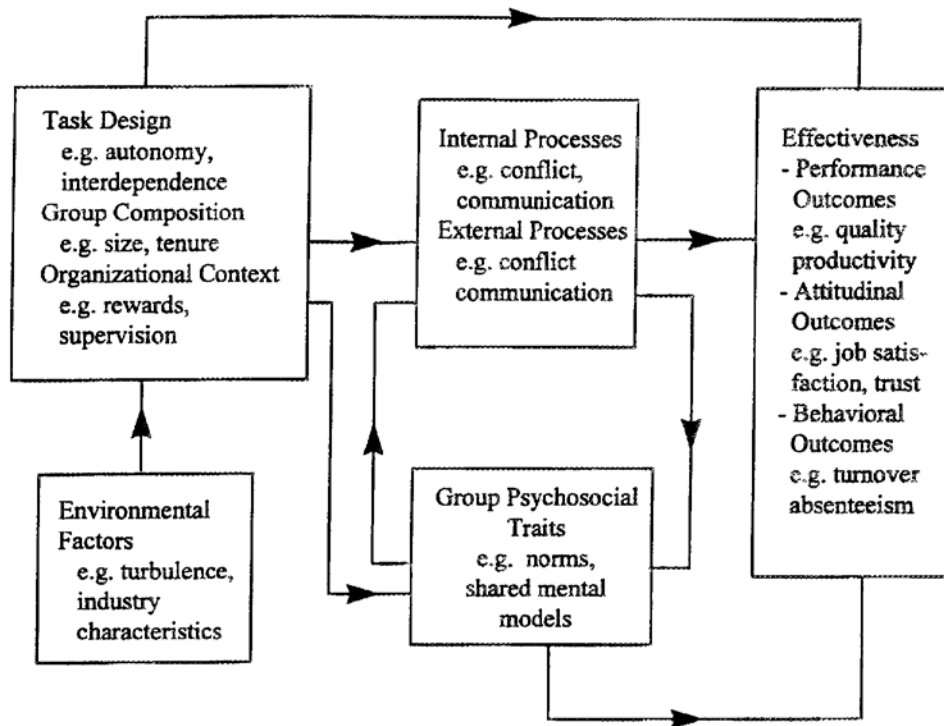 Task Design
e.g. autonomy,
interdependence
Group Composition
e.g. size, tenure
Organizational Context
e.g. rewards,
supervision
Environmental
Factors
e.g. turbulence,
industry
characteristics
Internal Processes
e.g. conflict,
communication
External Processes
e.g. conflict
communication
Group Psychosocial
Traits
e.g. norms,
shared mental
models
Effectiveness
- Performance
Outcomes
e.g. quality
productivity
- Attitudinal
Outcomes
e.g. job satis-
faction, trust
- Behavioral
Outcomes
e.g. turnover
absenteeism